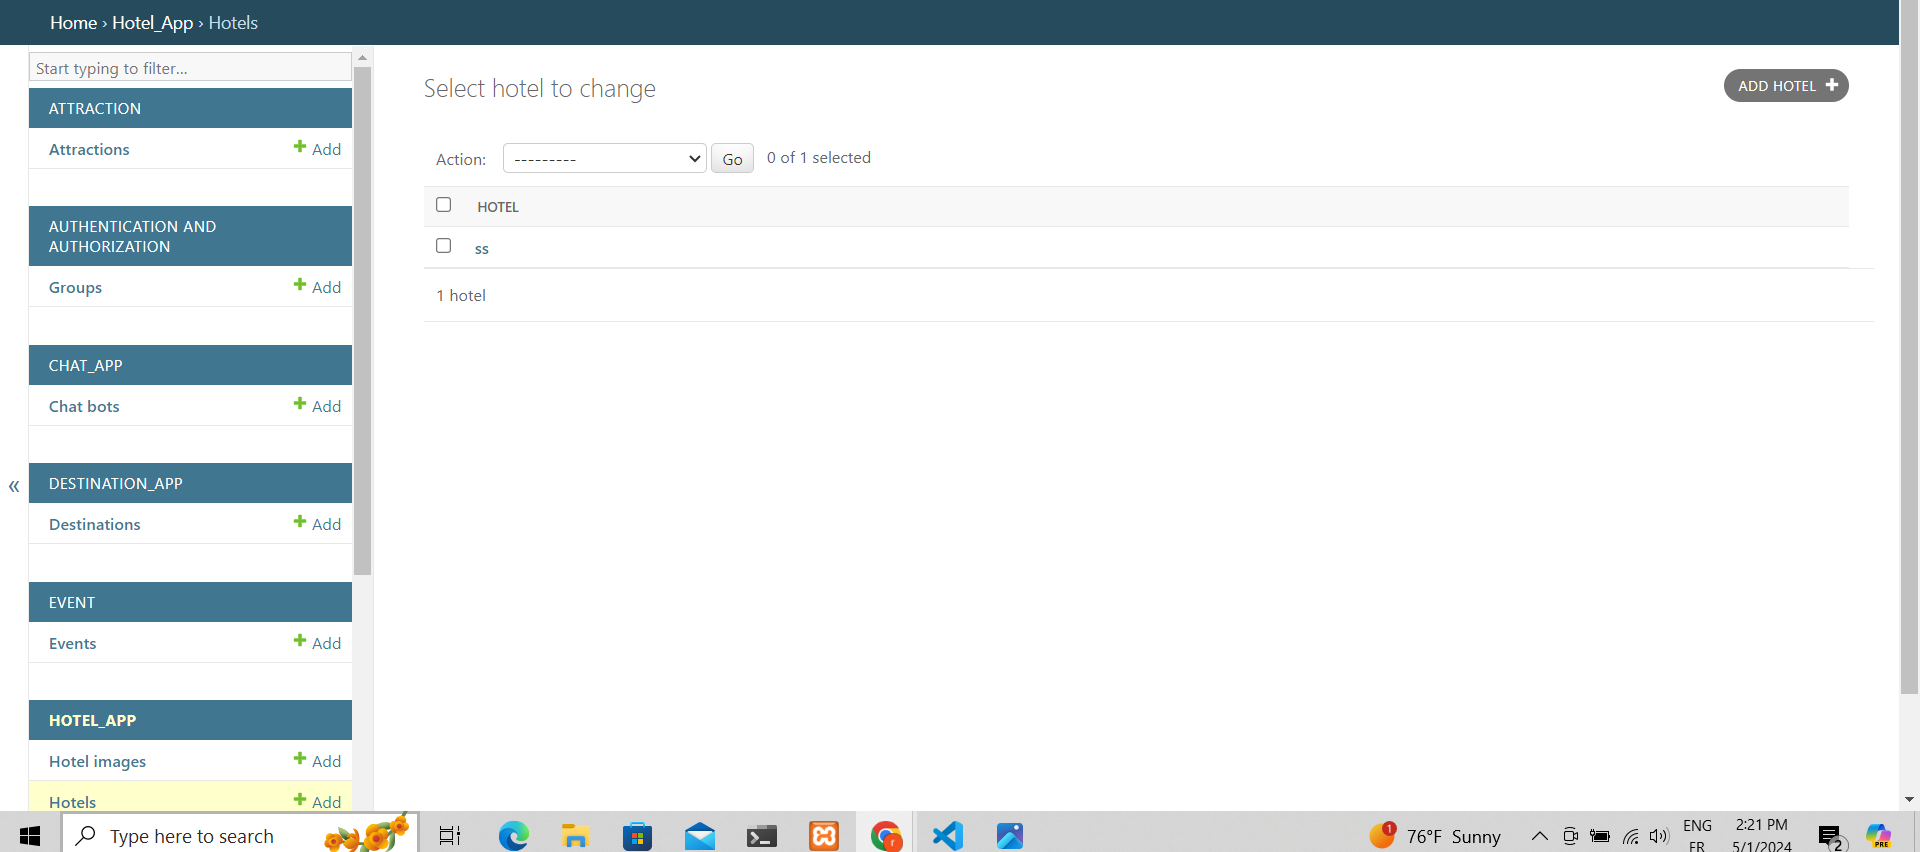 Home › Hotel_App › Hotels
Start typing to filter...
ATTRACTION
Attractions
Add
AUTHENTICATION AND
AUTHORIZATION
Groups
Add
CHAT_APP
Chat bots
Add
DESTINATION_APP
Destinations
Add
EVENT
Events
Add
HOTEL_APP
Hotel images
Add
Hotels
Add
Select hotel to change
ADD HOTEL
Action: --------- Go 0 of 1 selected
HOTEL
ss
1 hotel
Type here to search
1
76°F Sunny
ENG
FR
2:21 PM
5/1/2024
2
PRE
r